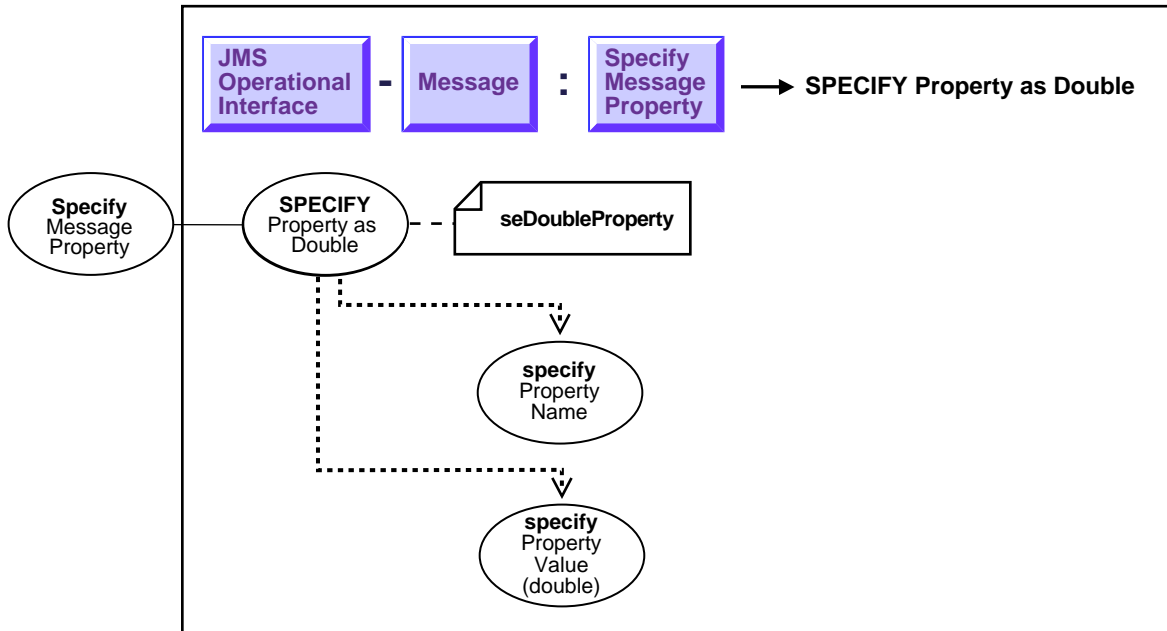 JMS
Operational
Interface
-
Message
:
Specify
Message
Property
SPECIFY Property as Double
Specify
Message
Property
SPECIFY
Property as
Double
seDoubleProperty
specify
Property
Name
specify
Property
Value
(double)